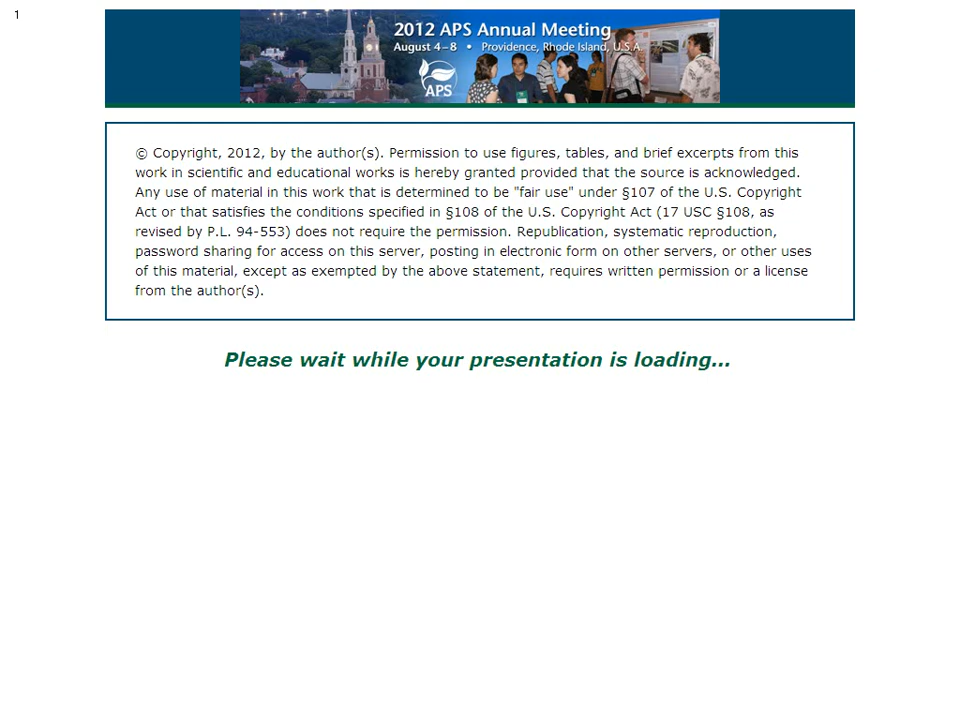 1
2012 APS Annual Meeting
August 4–8 • Providence, Rhode Island, U.S.A.
APS
© Copyright, 2012, by the author(s). Permission to use figures, tables, and brief excerpts from this
work in scientific and educational works is hereby granted provided that the source is acknowledged.
Any use of material in this work that is determined to be "fair use" under §107 of the U.S. Copyright
Act or that satisfies the conditions specified in §108 of the U.S. Copyright Act (17 USC §108, as
revised by P.L. 94-553) does not require the permission. Republication, systematic reproduction,
password sharing for access on this server, posting in electronic form on other servers, or other uses
of this material, except as exempted by the above statement, requires written permission or a license
from the author(s).
Please wait while your presentation is loading...